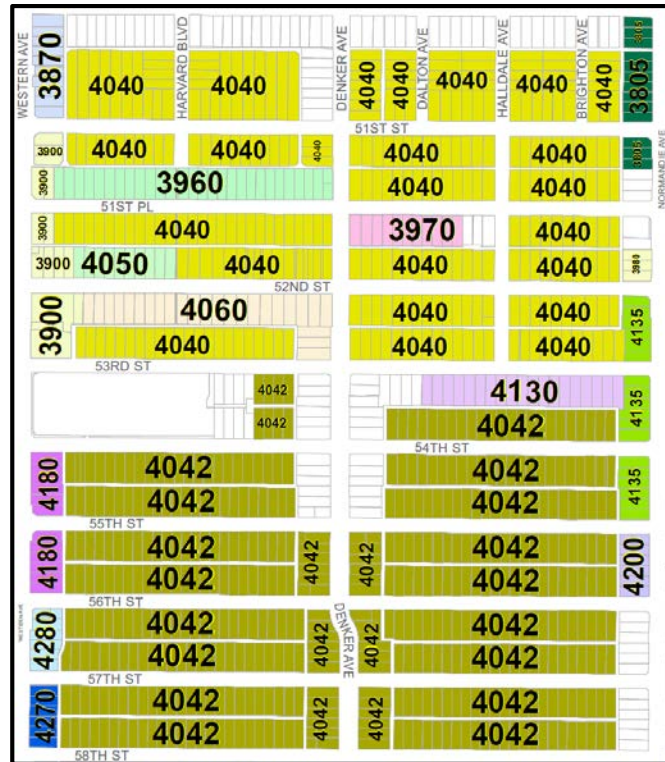 WESTERN AVE
3870
HARVARD BLVD
DENKER AVE
DALTON AVE
HALLDALE AVE
BRIGHTON AVE
3805
4040 4040 4040 4040 4040 4040 4040 3805
51ST ST
3900 4040 4040 4040 4040 4040 3805
NORMANDIE AVE
3900 3960 4040 4040
51ST PL
3900 4040 3970 4040
3900 4050 4040 4040 4040 3980
52ND ST
3900 4060 4040 4040 4135
4040 4040 4040
53RD ST
4042 4130 4135
4042 4042
54TH ST
4180 4042 4042 4135
4042 4042
55TH ST
4180 4042 4042 4042 4042 4200
4042 4042
56TH ST
WESTERN AVE
4280 4042 4042 DENKER AVE 4042 4042
4042 4042
57TH ST
4270 4042 4042 4042 4042
4042 4042
58TH ST